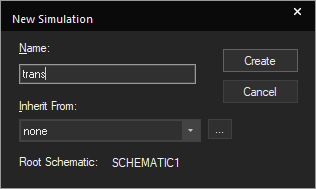 New Simulation
Name:
trans
Create
Cancel
Inherit From:
none
...
Root Schematic: SCHEMATIC1